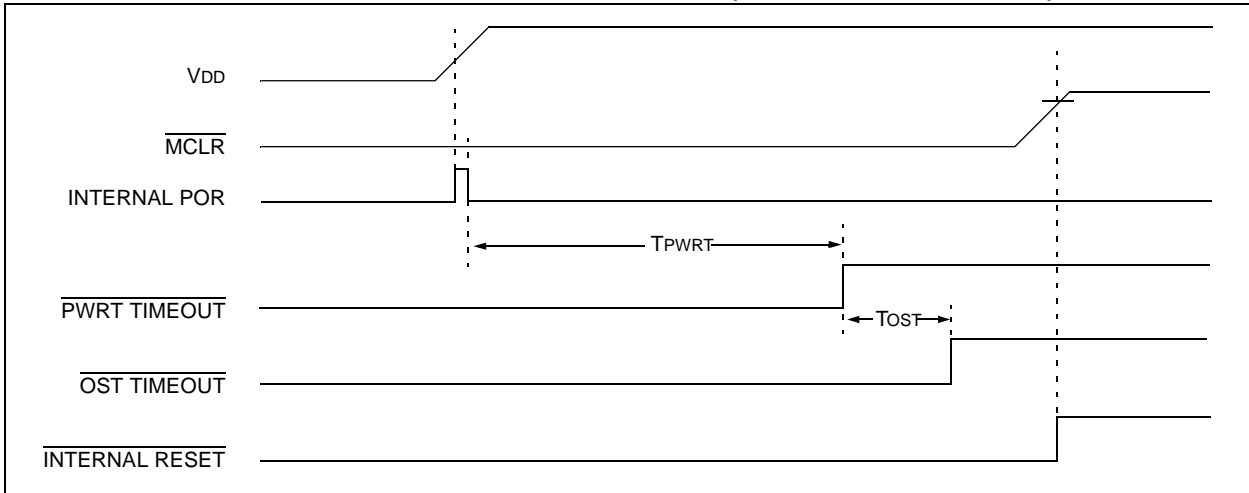 VDD
MCLR
INTERNAL POR
TPWRT
PWRT TIMEOUT
TOST
OST TIMEOUT
INTERNAL RESET